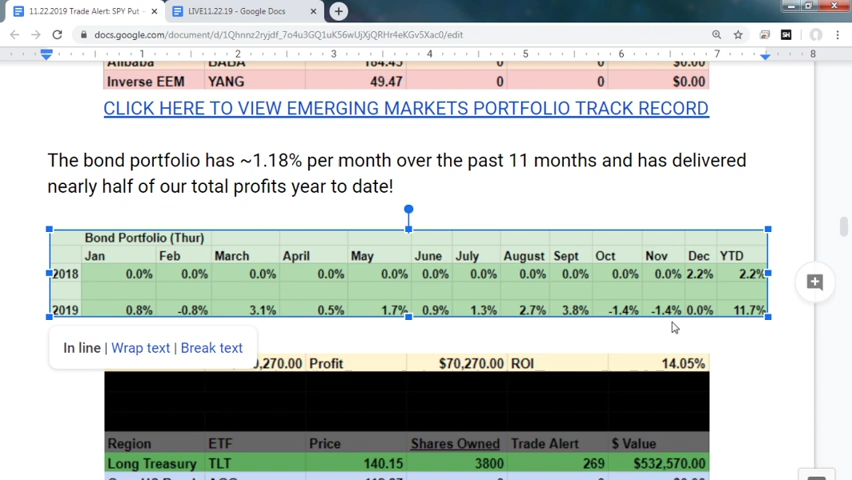 11.22.2019 Trade Alert: SPY Put -
LIVE11.22.19 - Google Docs
docs.google.com/document/d/1Qhnnz2ryjdf_7o4u3GQ1uK56wUjXjQRHr4eKGv5Xac0/edit
1 2 3 4 5 6 7 8
Alibaba BABA 184.45 0 0 $0.00
Inverse EEM YANG 49.47 0 0 $0.00
CLICK HERE TO VIEW EMERGING MARKETS PORTFOLIO TRACK RECORD
The bond portfolio has ~1.18% per month over the past 11 months and has delivered
nearly half of our total profits year to date!
Bond Portfolio (Thur)
Jan Feb March April May June July August Sept Oct Nov Dec YTD
2018 0.0% 0.0% 0.0% 0.0% 0.0% 0.0% 0.0% 0.0% 0.0% 0.0% 0.0% 2.2% 2.2%
2019 0.8% -0.8% 3.1% 0.5% 1.7% 0.9% 1.3% 2.7% 3.8% -1.4% -1.4% 0.0% 11.7%
In line | Wrap text | Break text
,270.00 Profit $70,270.00 ROI 14.05%
Region ETF Price Shares Owned Trade Alert $ Value
Long Treasury TLT 140.15 3800 269 $532,570.00